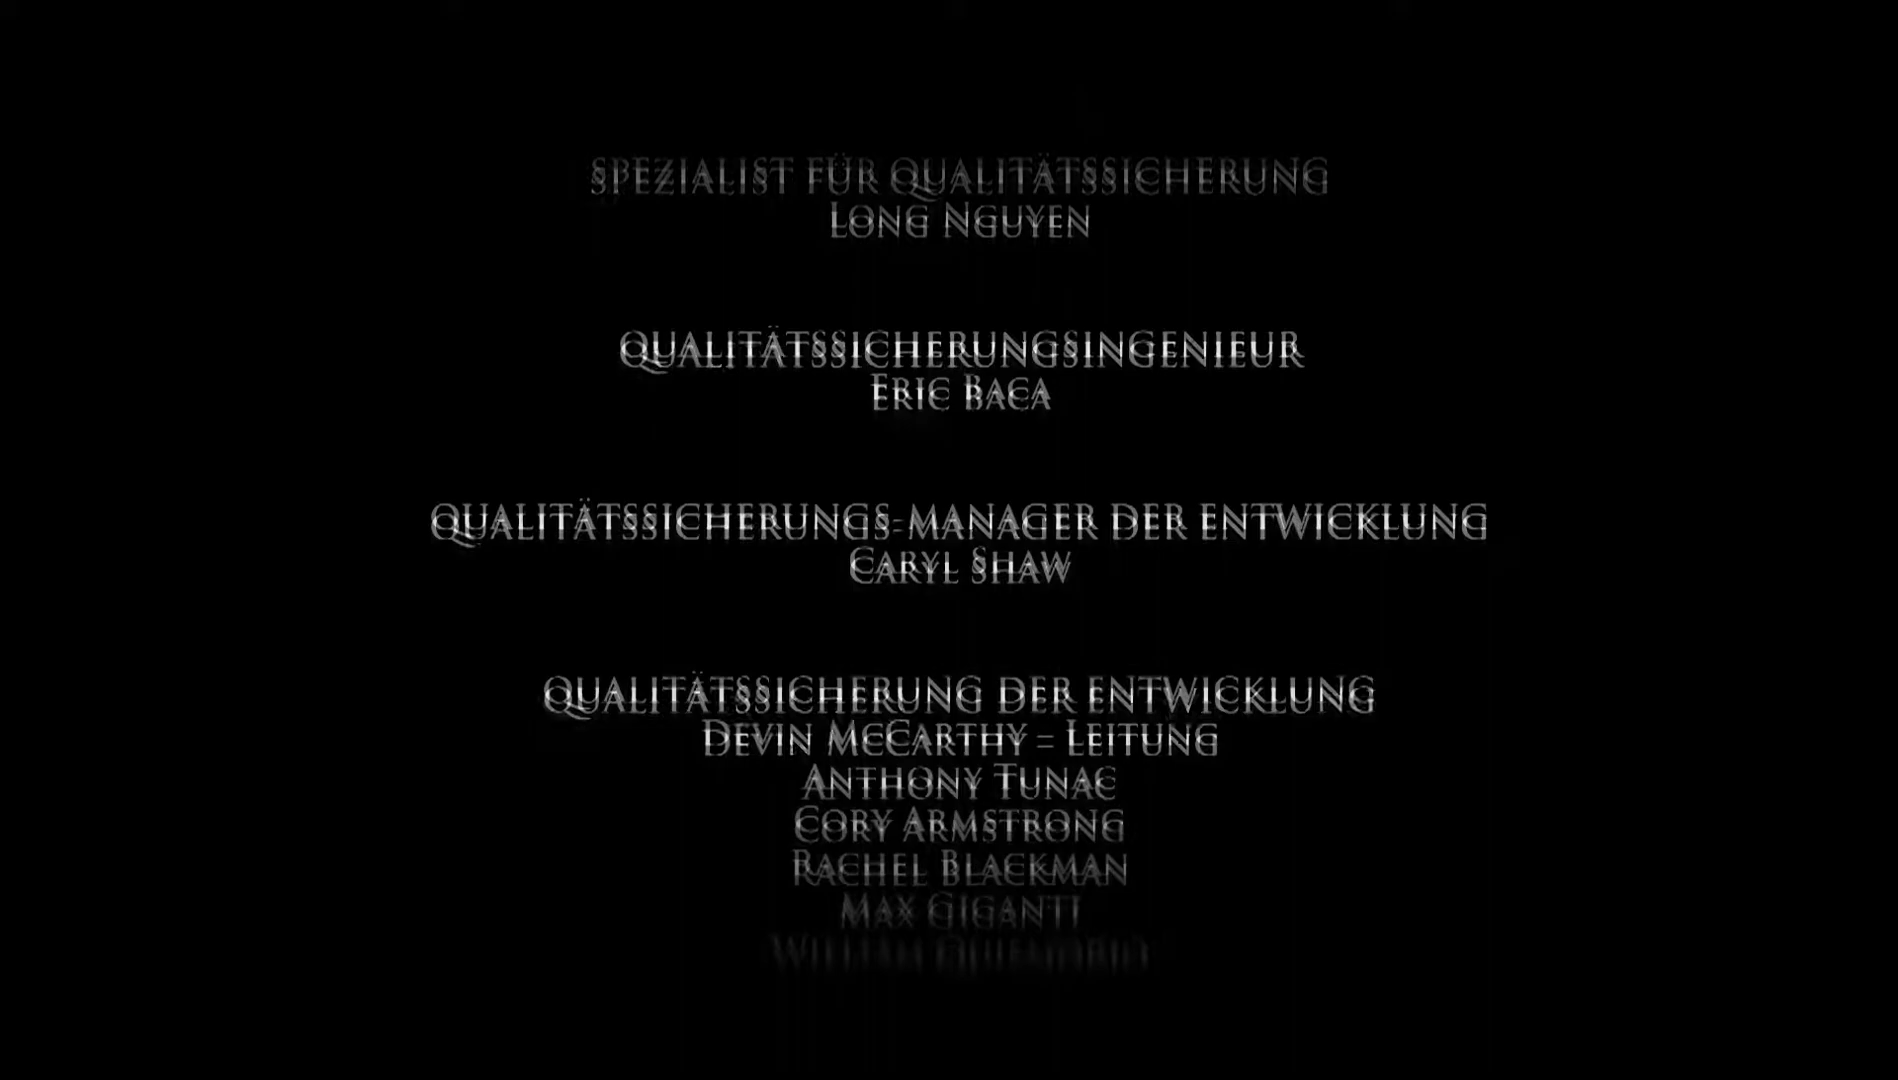 SPEZIALIST FÜR QUALITÄTSSICHERUNG
LONG NGUYEN
QUALITÄTSSICHERUNGSINGENIEUR
ERIC BACA
QUALITÄTSSICHERUNGS-MANAGER DER ENTWICKLUNG
CARYL SHAW
QUALITÄTSSICHERUNG DER ENTWICKLUNG
DEVIN MCCARTHY – LEITUNG
ANTHONY TUNAC
CORY ARMSTRONG
RACHEL BLACKMAN
MAX GIGANTI
WILLIAM